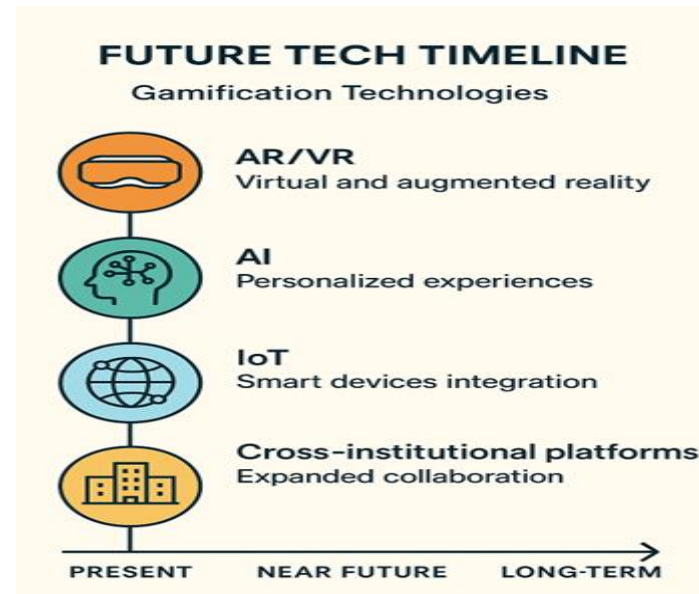 FUTURE TECH TIMELINE
Gamification Technologies
AR/VR
Virtual and augmented reality
AI
Personalized experiences
IoT
Smart devices integration
Cross-institutional platforms
Expanded collaboration
PRESENT NEAR FUTURE LONG-TERM